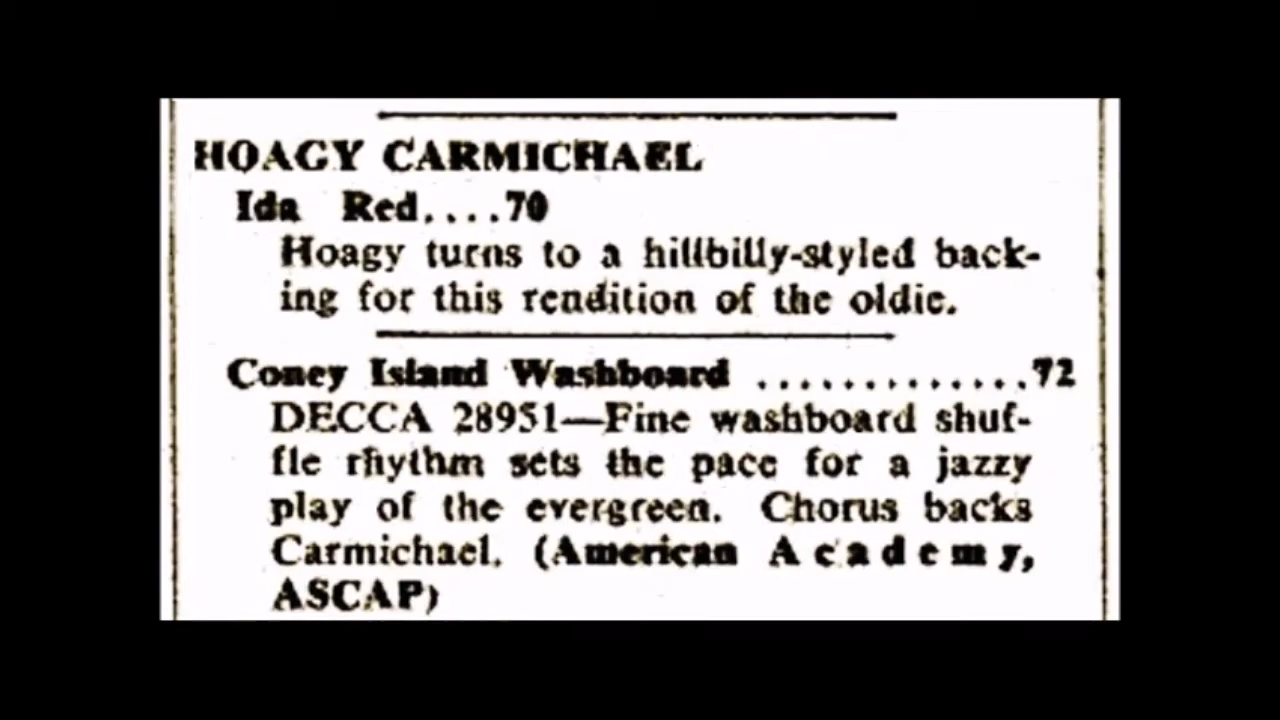 HOAGY CARMICHAEL
Ida Red....70
Hoagy turns to a hillbilly-styled back-
ing for this rendition of the oldie.
Coney Island Washboard .............72
DECCA 28951—Fine washboard shuf-
fle rhythm sets the pace for a jazzy
play of the evergreen. Chorus backs
Carmichael. (American Academy,
ASCAP)